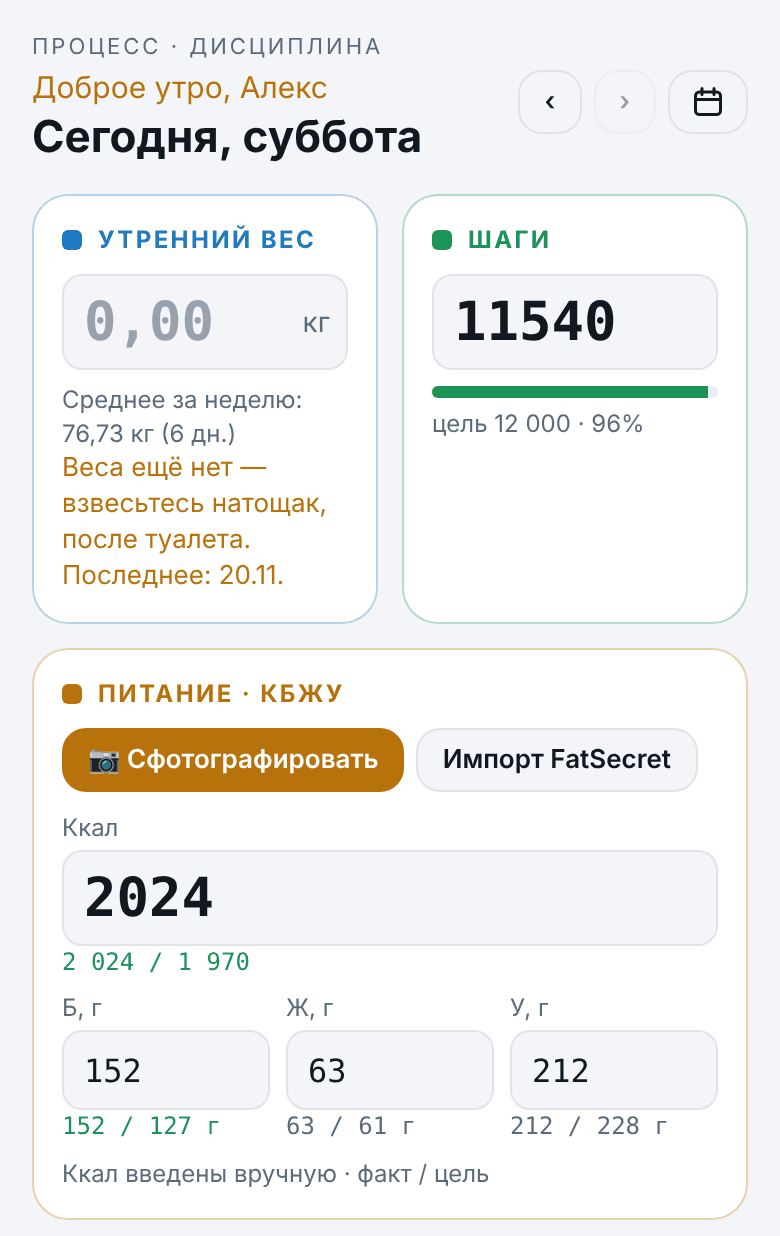 ПРОЦЕСС · ДИСЦИПЛИНА
Доброе утро, Алекс
Сегодня, суббота
‹
›
УТРЕННИЙ ВЕС
0,00 кг
Среднее за неделю:
76,73 кг (6 дн.)
Веса ещё нет —
взвесьтесь натощак,
после туалета.
Последнее: 20.11.
ШАГИ
11540
цель 12 000 · 96%
ПИТАНИЕ · КБЖУ
📷 Сфотографировать
Импорт FatSecret
Ккал
2024
2 024 / 1 970
Б, г Ж, г У, г
152 63 212
152 / 127 г 63 / 61 г 212 / 228 г
Ккал введены вручную · факт / цель